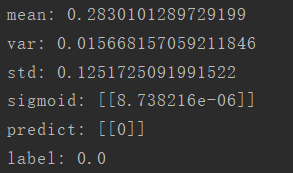 mean: 0.2830101289729199
var: 0.015668157059211846
std: 0.1251725091991522
sigmoid: [[8.738216e-06]]
predict: [[0]]
label: 0.0